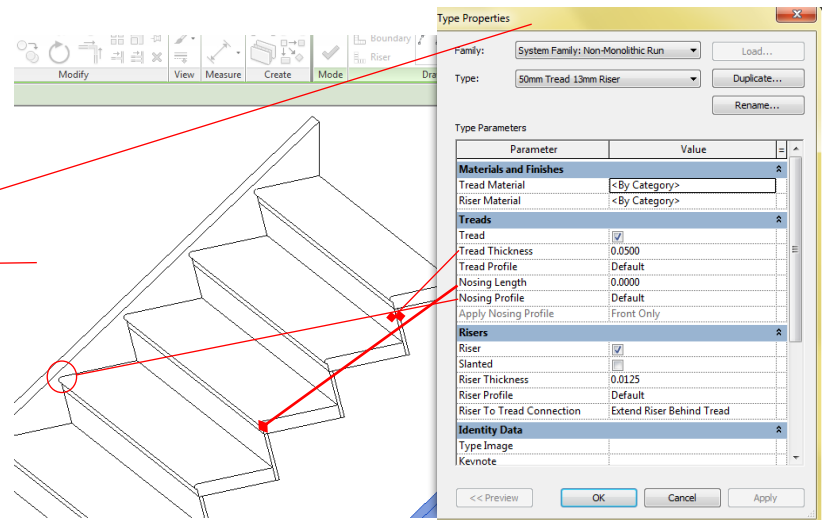 Boundary
Riser
Modify
View
Measure
Create
Mode
Dra
Type Properties
Family:
System Family: Non-Monolithic Run
Load...
Type:
50mm Tread 13mm Riser
Duplicate...
Rename...
Type Parameters
Parameter Value =
Materials and Finishes
Tread Material <By Category>
Riser Material <By Category>
Treads
Tread
Tread Thickness 0.0500
Tread Profile Default
Nosing Length 0.0000
Nosing Profile Default
Apply Nosing Profile Front Only
Risers
Riser
Slanted
Riser Thickness 0.0125
Riser Profile Default
Riser To Tread Connection Extend Riser Behind Tread
Identity Data
Type Image
Keynote
<< Preview OK Cancel Apply